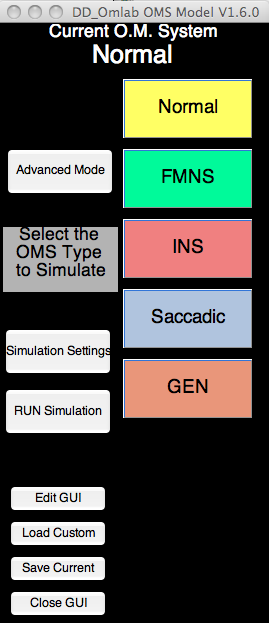 DD_Omlab OMS Model V1.6.0
Current O.M. System
Normal
Normal
Advanced Mode
FMNS
Select the
OMS Type
to Simulate
INS
Saccadic
Simulation Settings
GEN
RUN Simulation
Edit GUI
Load Custom
Save Current
Close GUI